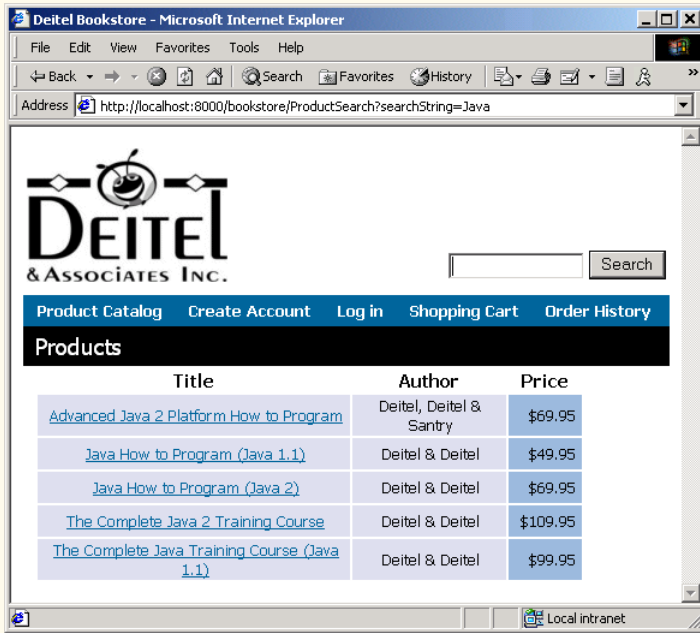 Deitel Bookstore - Microsoft Internet Explorer
File Edit View Favorites Tools Help
Back Search Favorites History »
Address http://localhost:8000/bookstore/ProductSearch?searchString=Java
DEITEL
& ASSOCIATES INC.
Search
Product Catalog Create Account Log in Shopping Cart Order History
Products
Title Author Price
Advanced Java 2 Platform How to Program Deitel, Deitel & Santry $69.95
Java How to Program (Java 1.1) Deitel & Deitel $49.95
Java How to Program (Java 2) Deitel & Deitel $69.95
The Complete Java 2 Training Course Deitel & Deitel $109.95
The Complete Java Training Course (Java
1.1) Deitel & Deitel $99.95
Local intranet